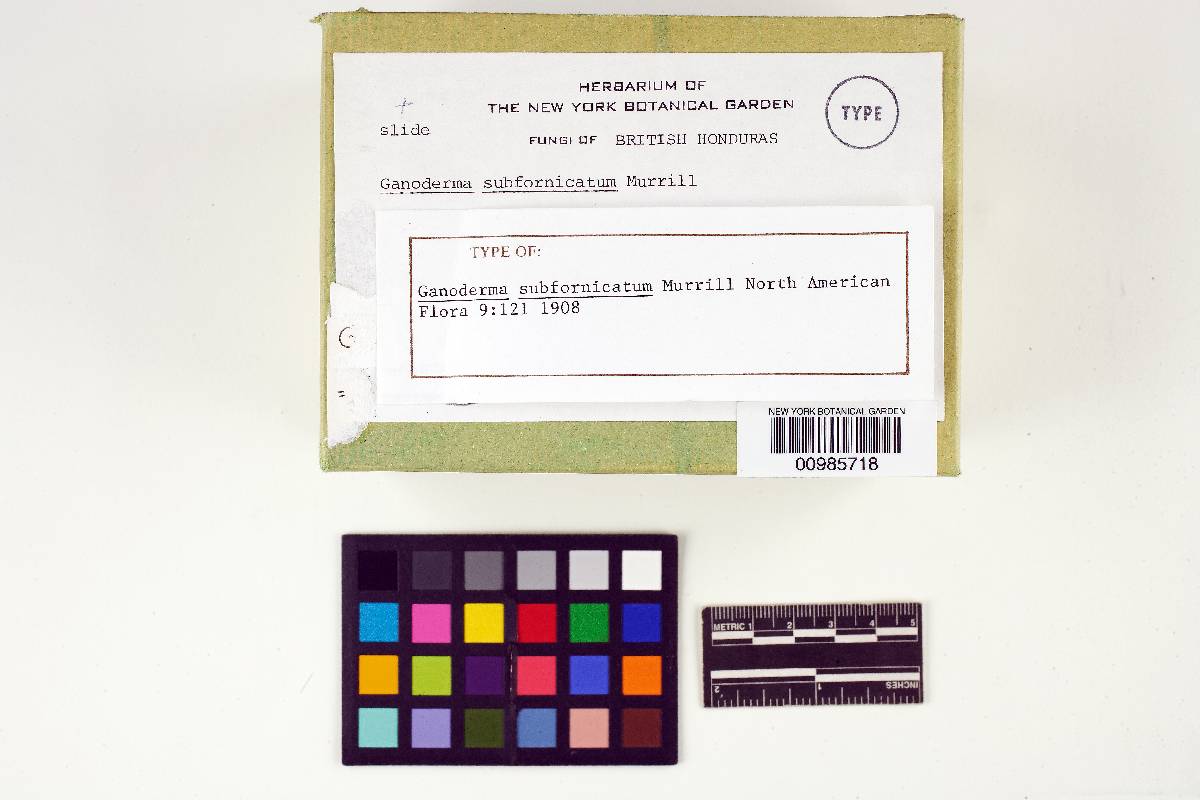 HERBARIUM OF
THE NEW YORK BOTANICAL GARDEN
TYPE
+
slide
FUNGI OF BRITISH HONDURAS
Ganoderma subfornicatum Murrill
TYPE OF:
Ganoderma subfornicatum Murrill North American
Flora 9:121 1908
G
=
NEW YORK BOTANICAL GARDEN
00985718
METRIC 1 2 3 4 5
INCHES 1 2